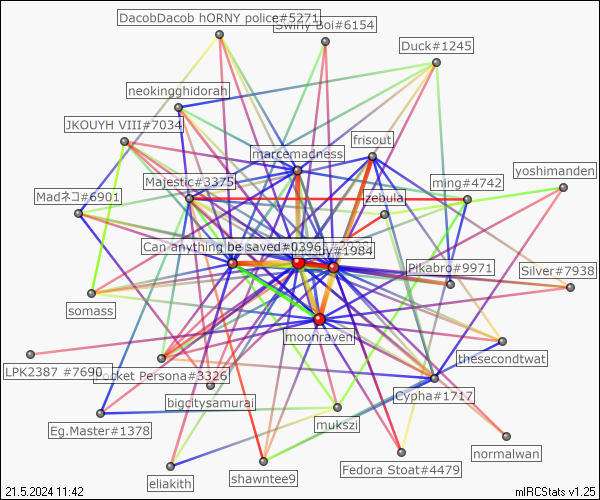 DacobDacob hORNY police#5271
Swirly Boi#6154
Duck#1245
neokingghidorah
JKOUYH VIII#7034
frisout
marcemadness
yoshimanden
Majestic#3375
ming#4742
zebula
Madネコ#6901
Can anything be saved#0396
#1984
Pikabro#9971
Silver#7938
somass
moonraven
thesecondtwat
LPK2387 #7690
Pocket Persona#3326
Cypha#1717
bigcitysamurai
mukszi
Eg.Master#1378
normalwan
Fedora Stoat#4479
shawntee9
eliakith
21.5.2024 11:42
mIRCStats v1.25